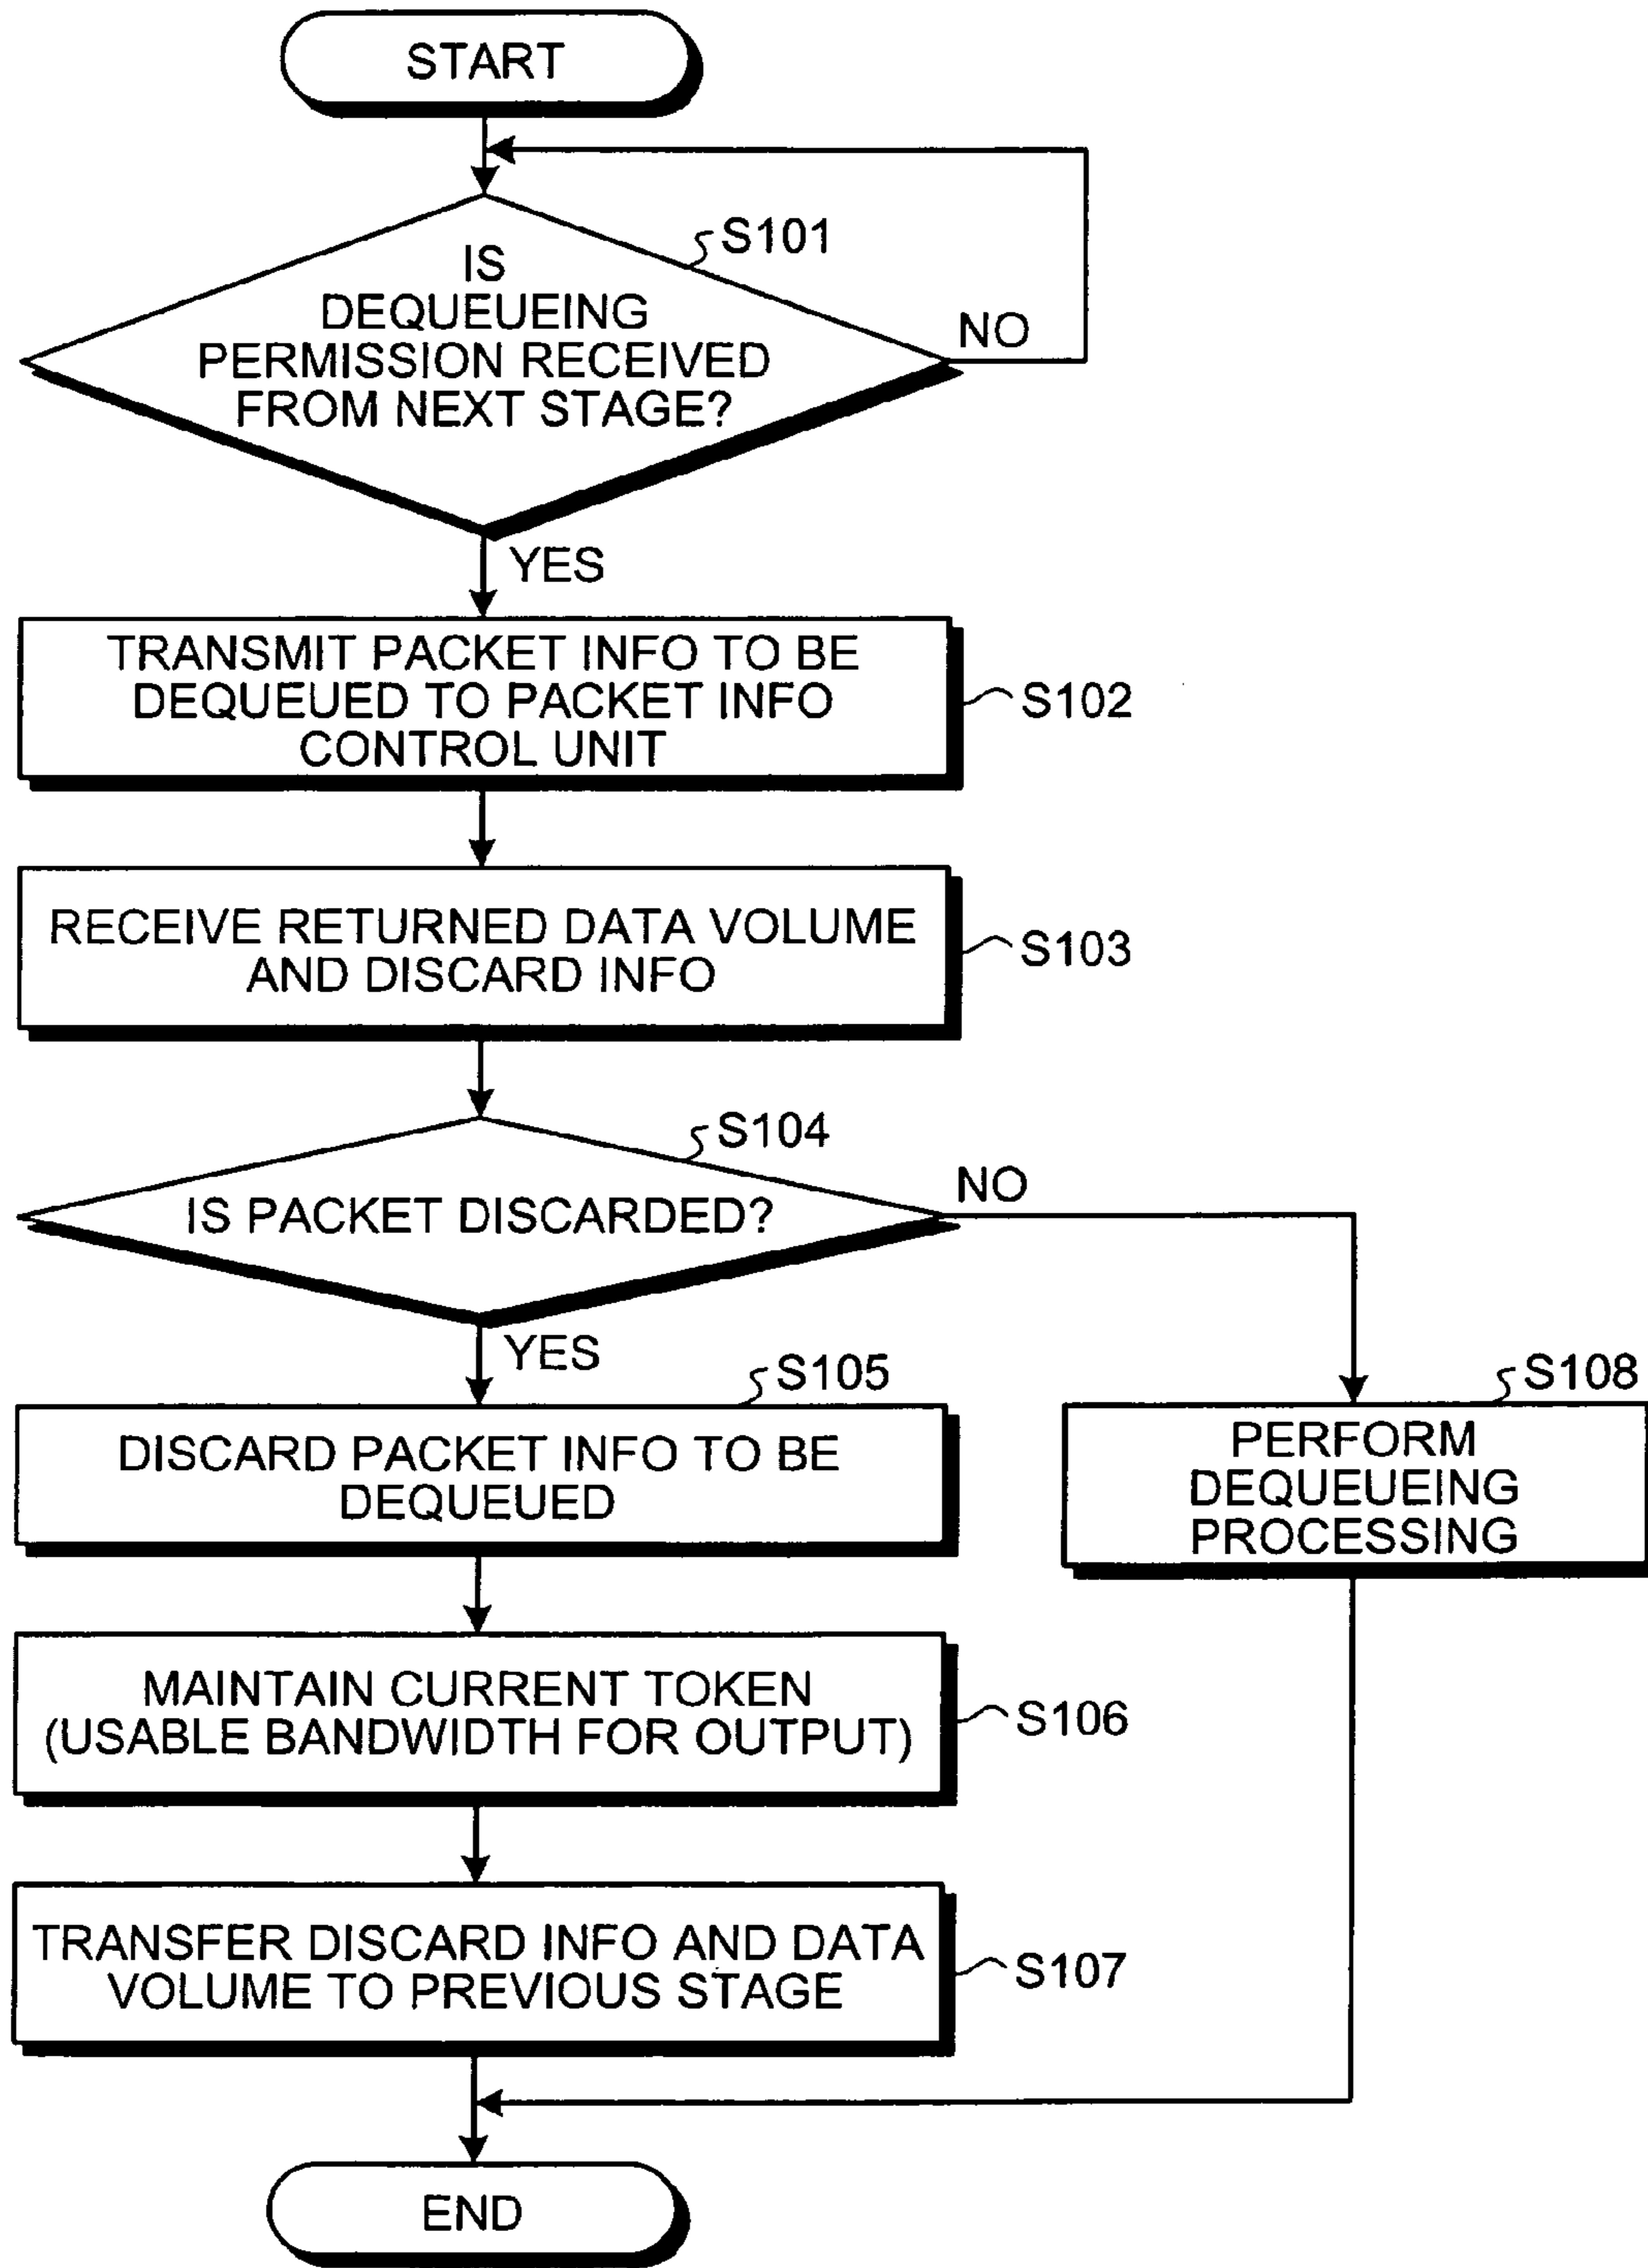 START
S101
IS
DEQUEUEING
PERMISSION RECEIVED
FROM NEXT STAGE?
NO
YES
TRANSMIT PACKET INFO TO BE
DEQUEUED TO PACKET INFO
CONTROL UNIT
S102
RECEIVE RETURNED DATA VOLUME
AND DISCARD INFO
S103
S104
IS PACKET DISCARDED?
NO
YES
S105
DISCARD PACKET INFO TO BE
DEQUEUED
S108
PERFORM
DEQUEUEING
PROCESSING
MAINTAIN CURRENT TOKEN
(USABLE BANDWIDTH FOR OUTPUT)
S106
TRANSFER DISCARD INFO AND DATA
VOLUME TO PREVIOUS STAGE
S107
END